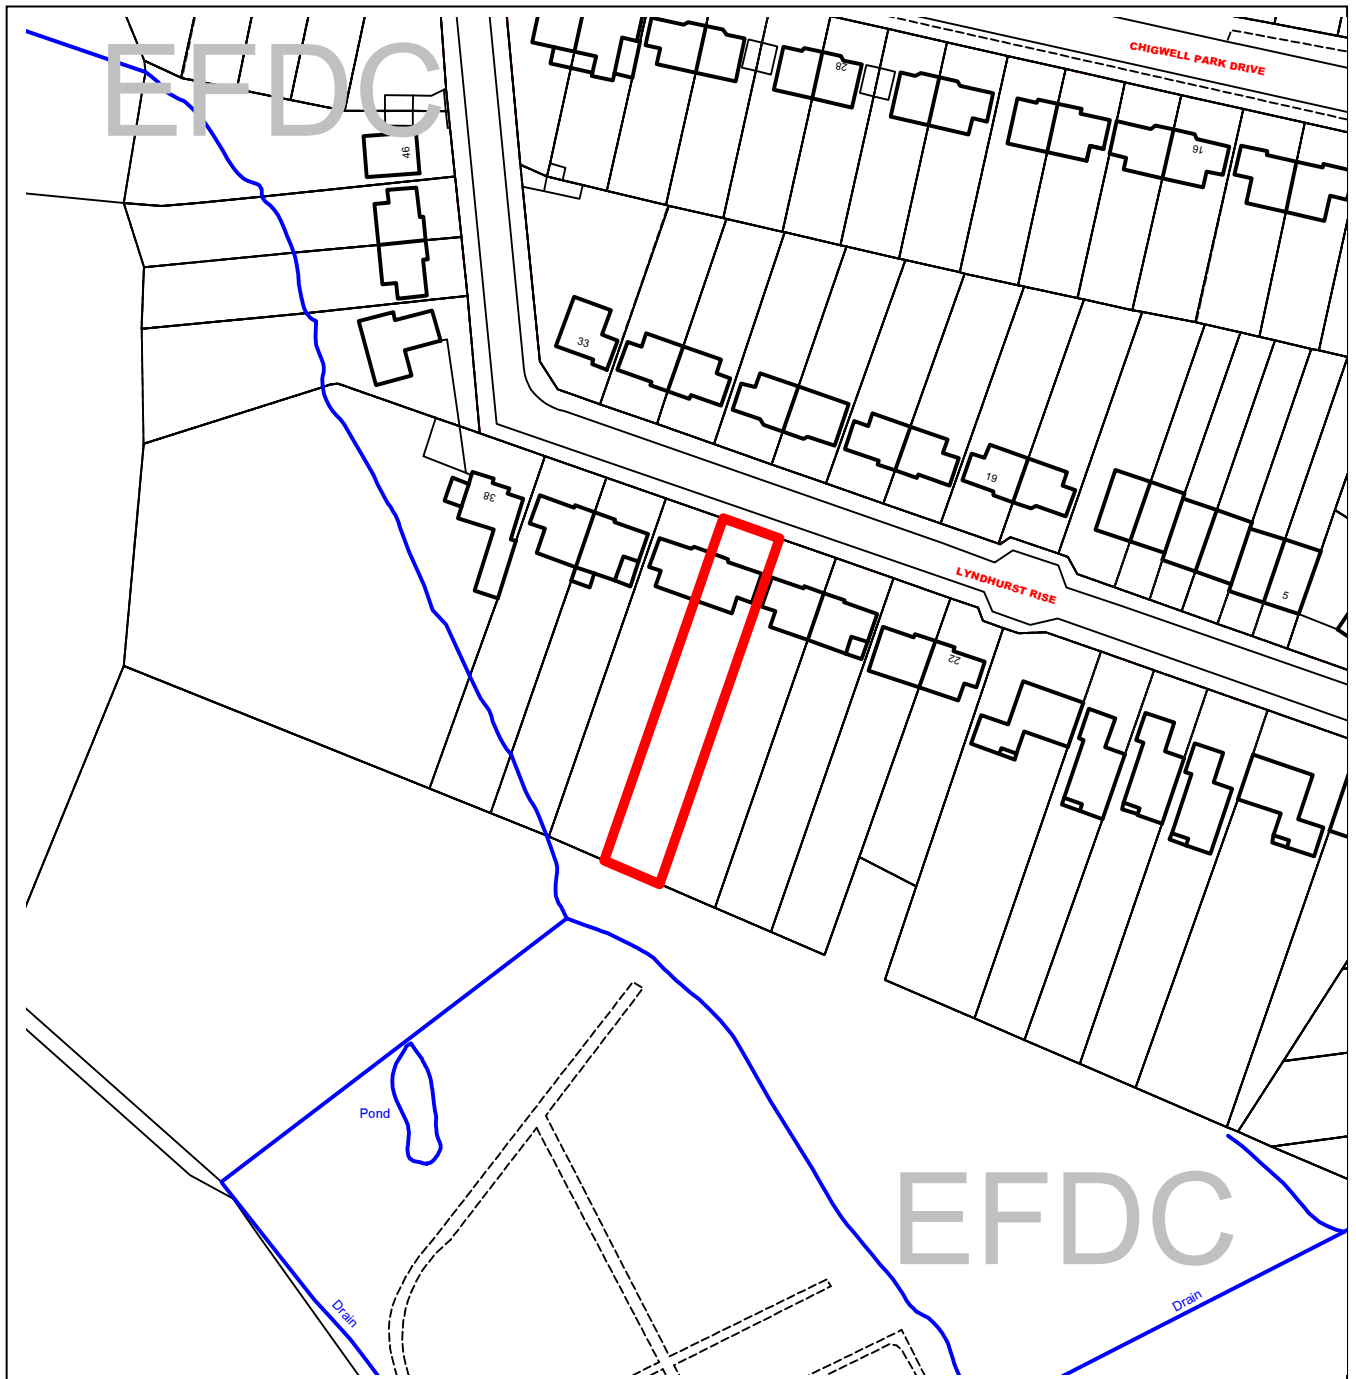 CHIGWELL PARK DRIVE
EFDC
28
46
16
33
19
38
LYNDHURST RISE
5
22
Pond
EFDC
Drain
Drain